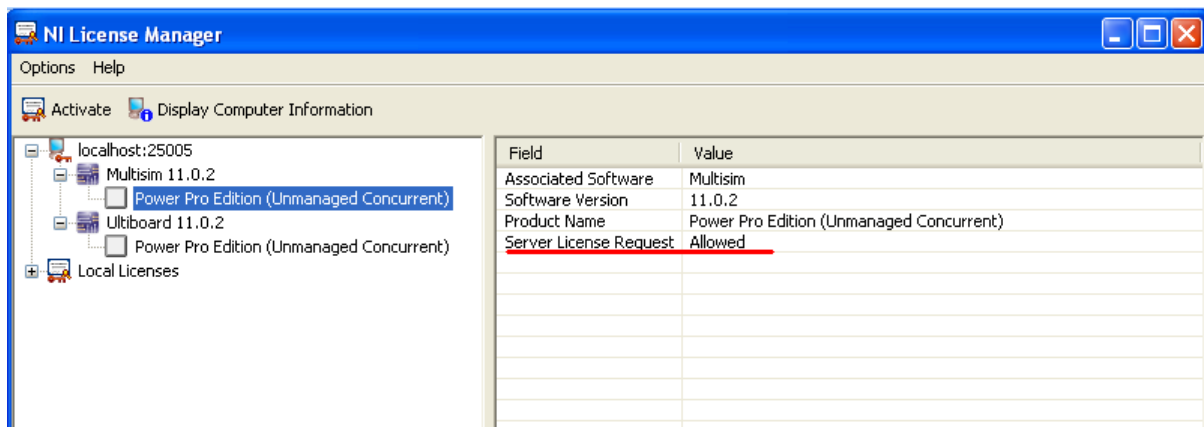 NI License Manager
Options Help
Activate Display Computer Information
localhost:25005
Multisim 11.0.2
Power Pro Edition (Unmanaged Concurrent)
Ultiboard 11.0.2
Power Pro Edition (Unmanaged Concurrent)
Local Licenses
Field Value
Associated Software Multisim
Software Version 11.0.2
Product Name Power Pro Edition (Unmanaged Concurrent)
Server License Request Allowed